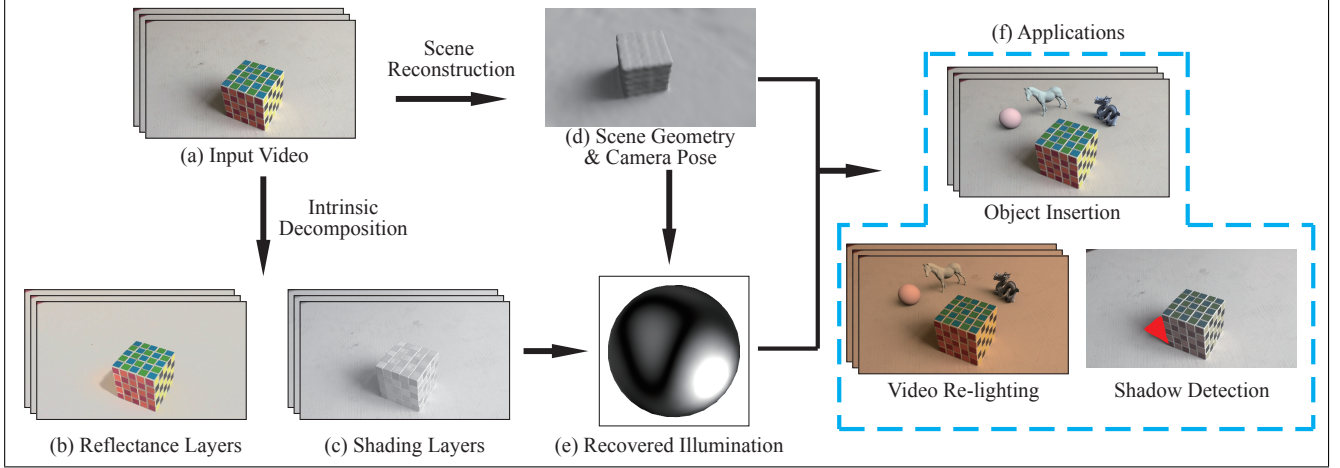 Scene
Reconstruction
(a) Input Video
(d) Scene Geometry
& Camera Pose
(f) Applications
Object Insertion
Intrinsic
Decomposition
(b) Reflectance Layers
(c) Shading Layers
(e) Recovered Illumination
Video Re-lighting
Shadow Detection